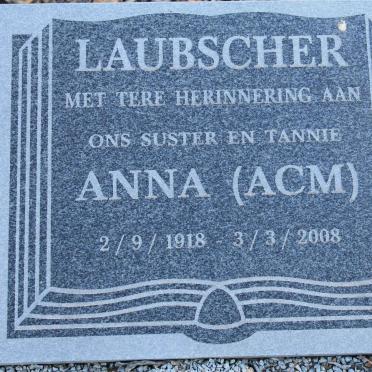 LAUBSCHER
MET TERE HERINNERING AAN
ONS SUSTER EN TANNIE
ANNA (ACM)
2/9/1918 - 3/3/2008